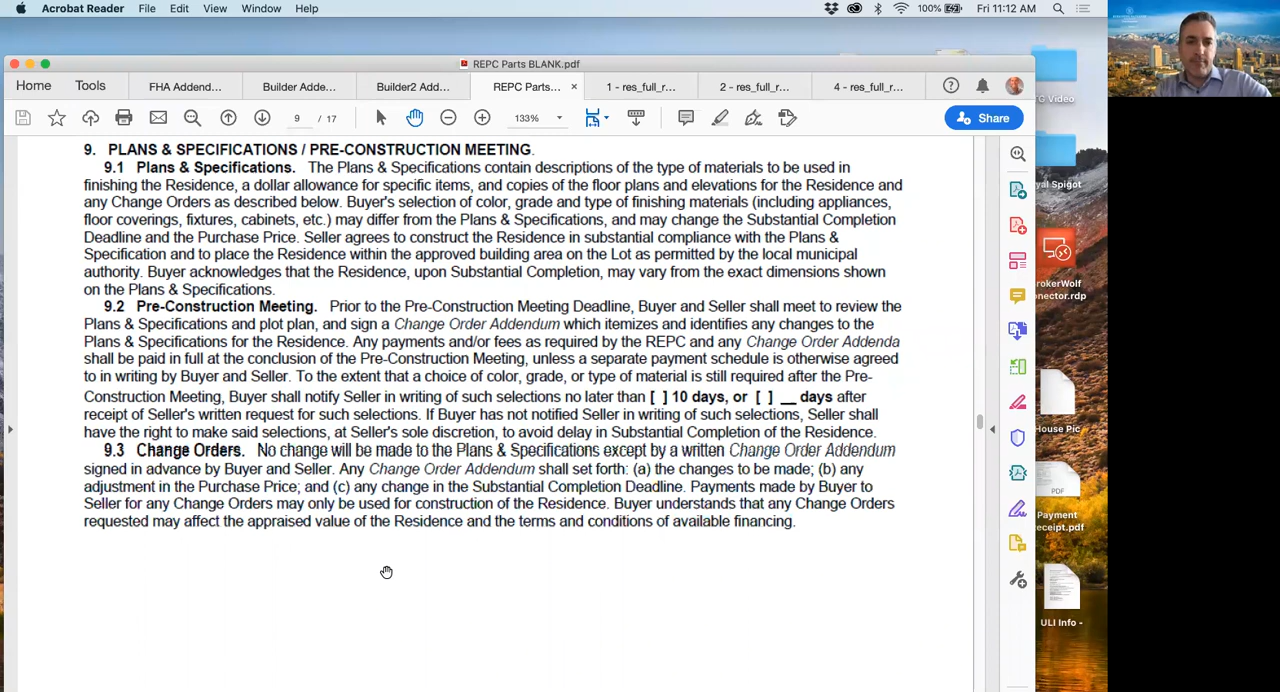 Acrobat Reader File Edit View Window Help 100% Fri 11:12 AM
REPC Parts BLANK.pdf
Home Tools FHA Addend... Builder Adde... Builder2 Add... REPC Parts... × 1 - res_full_r... 2 - res_full_r... 4 - res_full_r...
9 / 17 133% Share
9. PLANS & SPECIFICATIONS / PRE-CONSTRUCTION MEETING.
9.1 Plans & Specifications. The Plans & Specifications contain descriptions of the type of materials to be used in
finishing the Residence, a dollar allowance for specific items, and copies of the floor plans and elevations for the Residence and
any Change Orders as described below. Buyer's selection of color, grade and type of finishing materials (including appliances,
floor coverings, fixtures, cabinets, etc.) may differ from the Plans & Specifications, and may change the Substantial Completion
Deadline and the Purchase Price. Seller agrees to construct the Residence in substantial compliance with the Plans &
Specification and to place the Residence within the approved building area on the Lot as permitted by the local municipal
authority. Buyer acknowledges that the Residence, upon Substantial Completion, may vary from the exact dimensions shown
on the Plans & Specifications.
9.2 Pre-Construction Meeting. Prior to the Pre-Construction Meeting Deadline, Buyer and Seller shall meet to review the
Plans & Specifications and plot plan, and sign a Change Order Addendum which itemizes and identifies any changes to the
Plans & Specifications for the Residence. Any payments and/or fees as required by the REPC and any Change Order Addenda
shall be paid in full at the conclusion of the Pre-Construction Meeting, unless a separate payment schedule is otherwise agreed
to in writing by Buyer and Seller. To the extent that a choice of color, grade, or type of material is still required after the Pre-
Construction Meeting, Buyer shall notify Seller in writing of such selections no later than [ ] 10 days, or [ ] __ days after
receipt of Seller's written request for such selections. If Buyer has not notified Seller in writing of such selections, Seller shall
have the right to make said selections, at Seller's sole discretion, to avoid delay in Substantial Completion of the Residence.
9.3 Change Orders. No change will be made to the Plans & Specifications except by a written Change Order Addendum
signed in advance by Buyer and Seller. Any Change Order Addendum shall set forth: (a) the changes to be made; (b) any
adjustment in the Purchase Price; and (c) any change in the Substantial Completion Deadline. Payments made by Buyer to
Seller for any Change Orders may only be used for construction of the Residence. Buyer understands that any Change Orders
requested may affect the appraised value of the Residence and the terms and conditions of available financing.
TG Video
yal Spigot
okerWolf
nector.rdp
House Pic
PDF
Payment
eceipt.pdf
ULI Info -